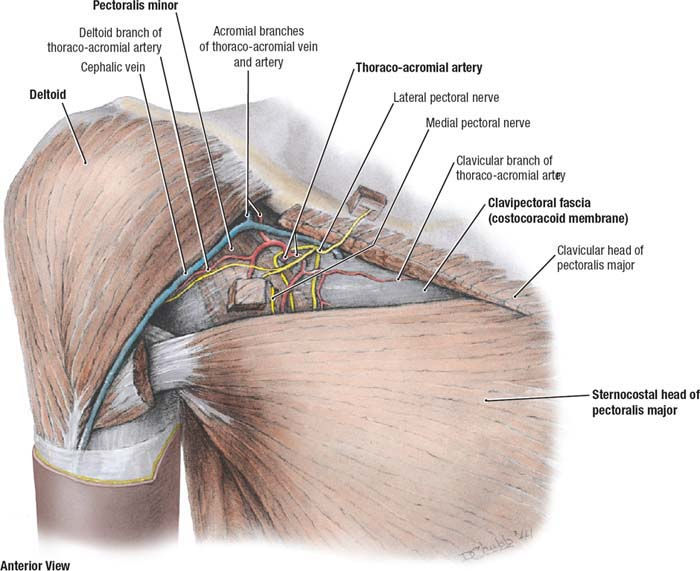 Pectoralis minor
Deltoid branch of
thoraco-acromial artery
Cephalic vein
Deltoid
Acromial branches
of thoraco-acromial vein
and artery
Thoraco-acromial artery
Lateral pectoral nerve
Medial pectoral nerve
Clavicular branch of
thoraco-acromial artery
Clavipectoral fascia
(costocoracoid membrane)
Clavicular head of
pectoralis major
Sternocostal head of
pectoralis major
Anterior View